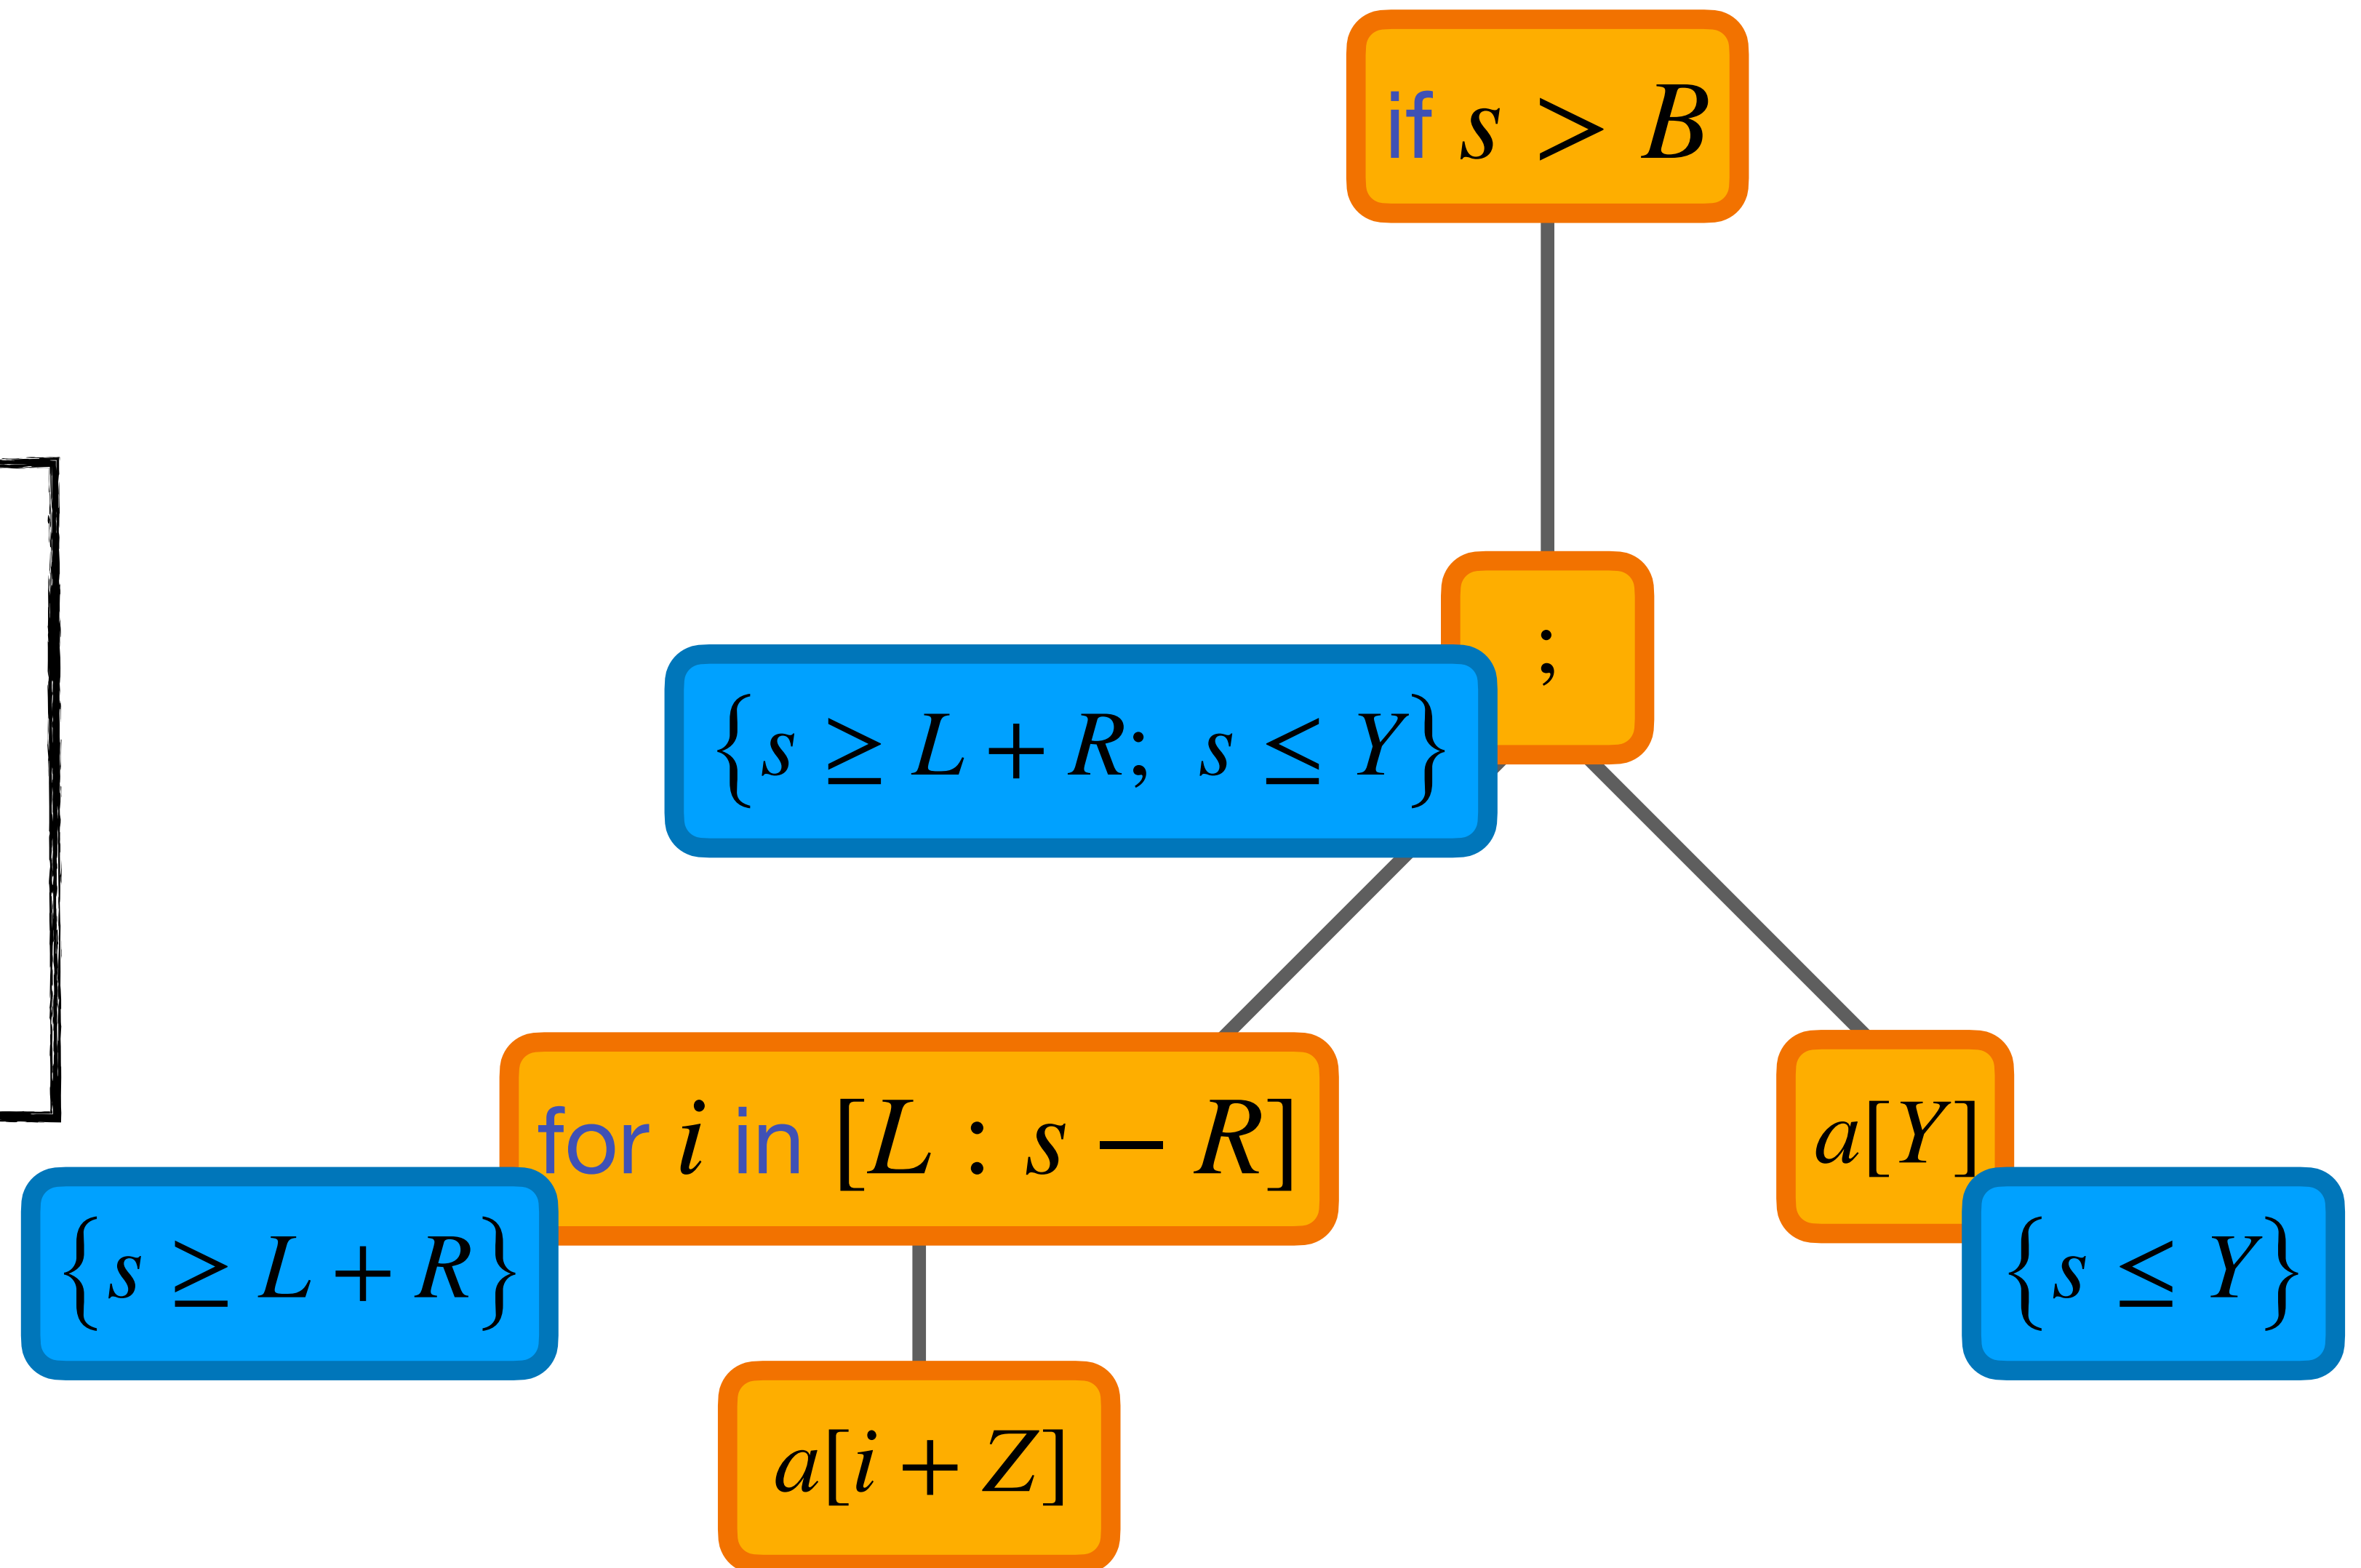 if s > B
;
{s ≥ L + R; s ≤ Y}
for i in [L : s − R]
a[Y]
{s ≥ L + R}
{s ≤ Y}
a[i + Z]